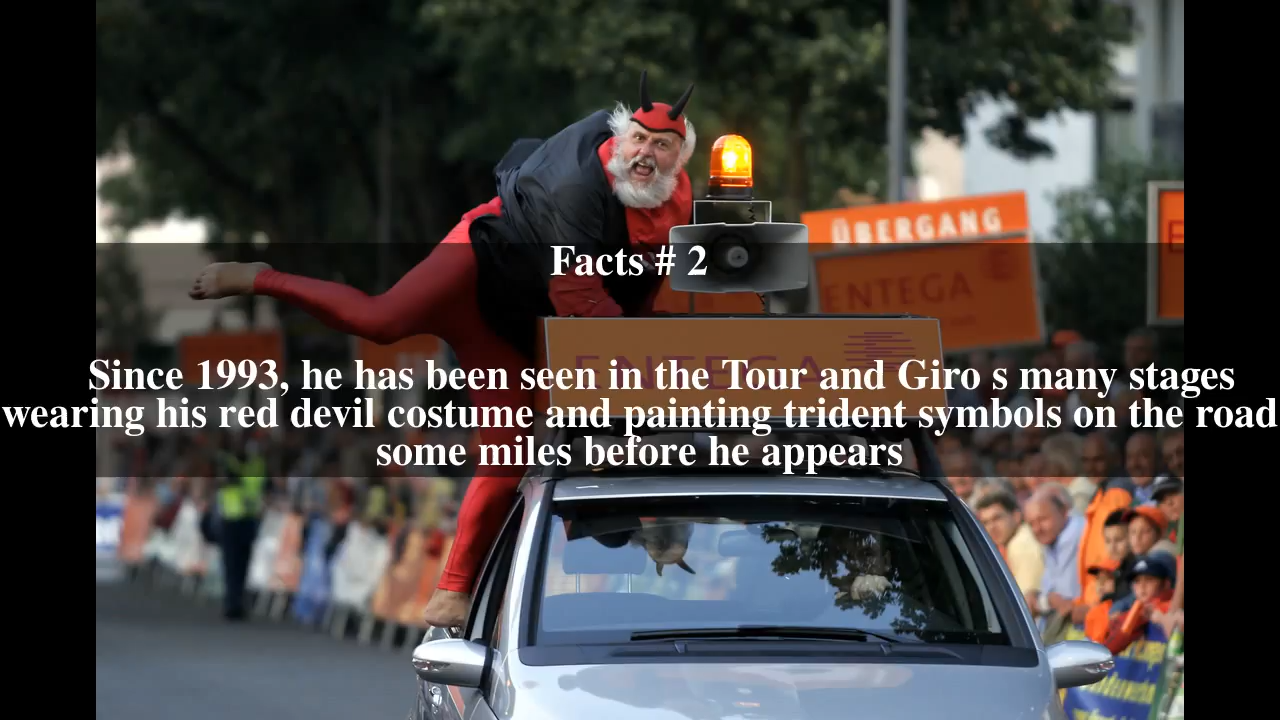 ÜBERGANG
Facts # 2
ENTEGA
ENTEGA
Since 1993, he has been seen in the Tour and Giro s many stages
wearing his red devil costume and painting trident symbols on the road
some miles before he appears